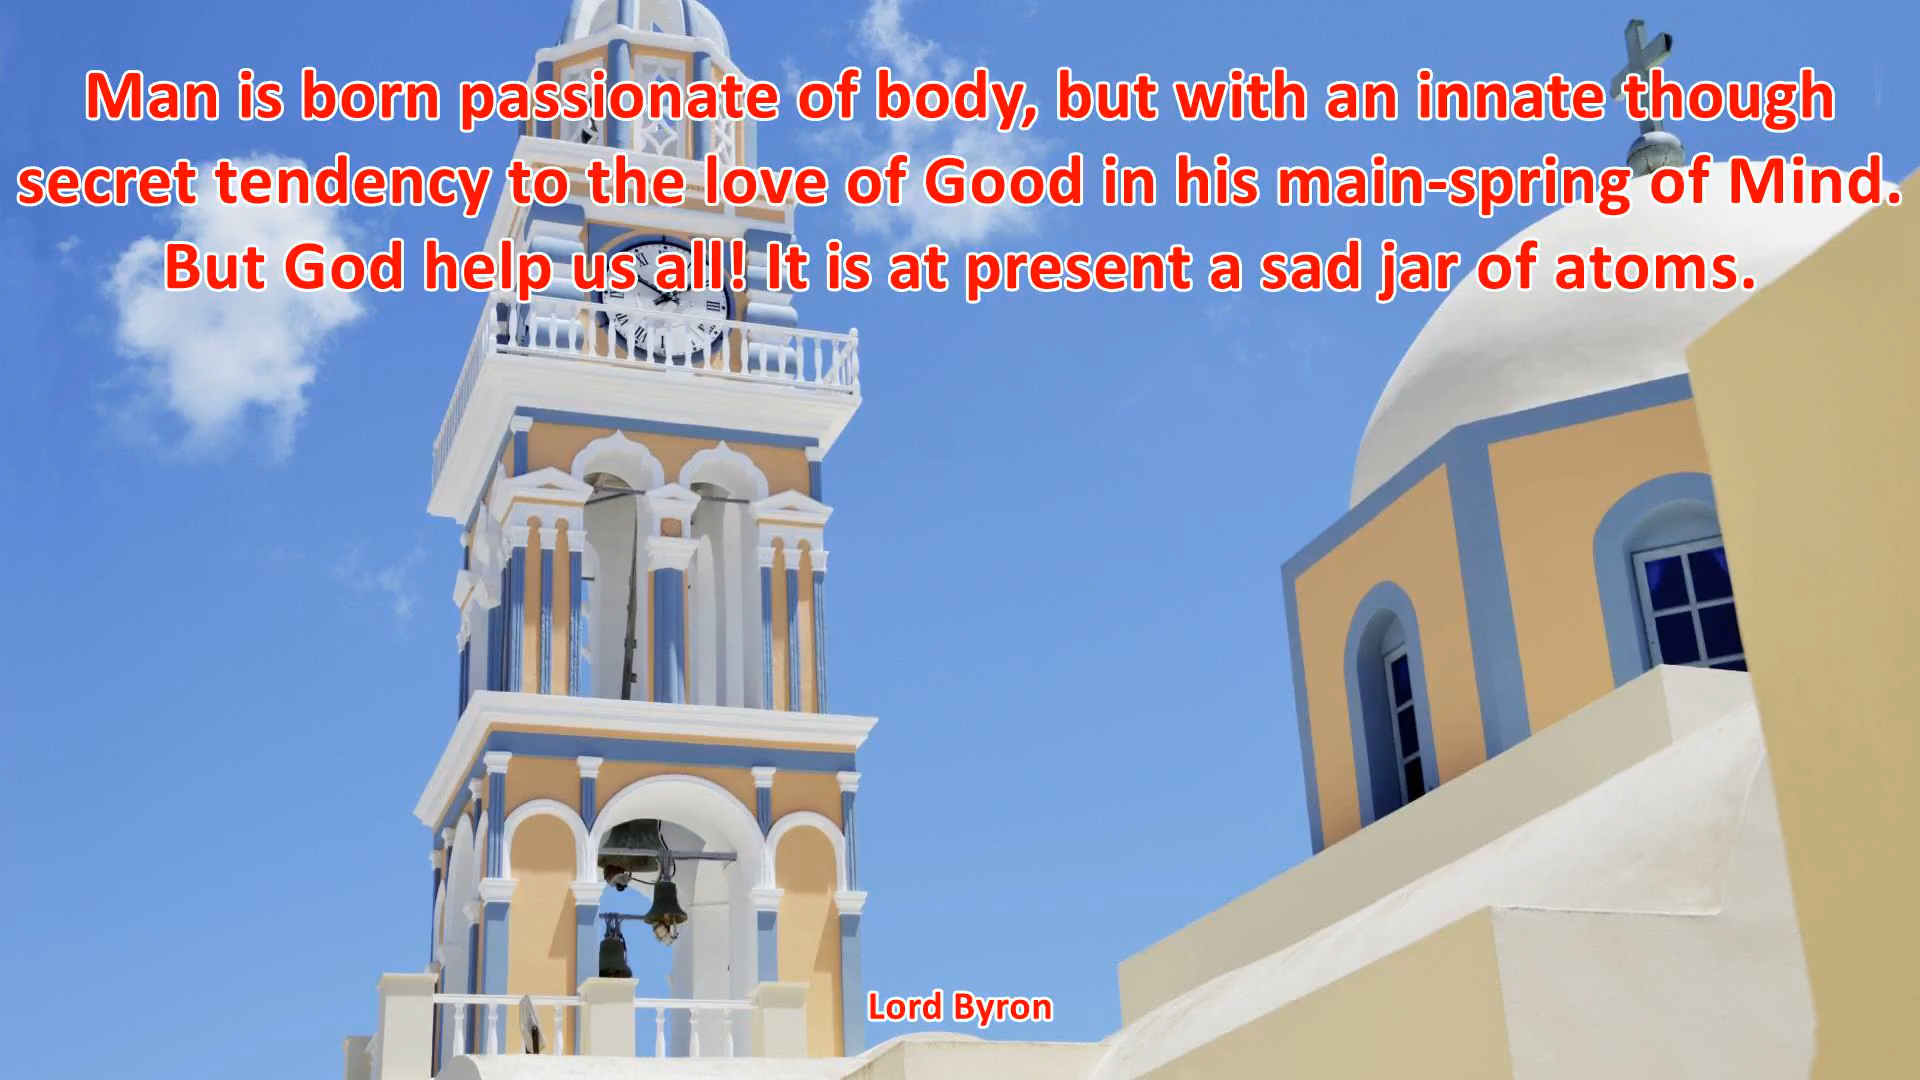 Man is born passionate of body, but with an innate though
secret tendency to the love of Good in his main-spring of Mind.
But God help us all! It is at present a sad jar of atoms.
Lord Byron